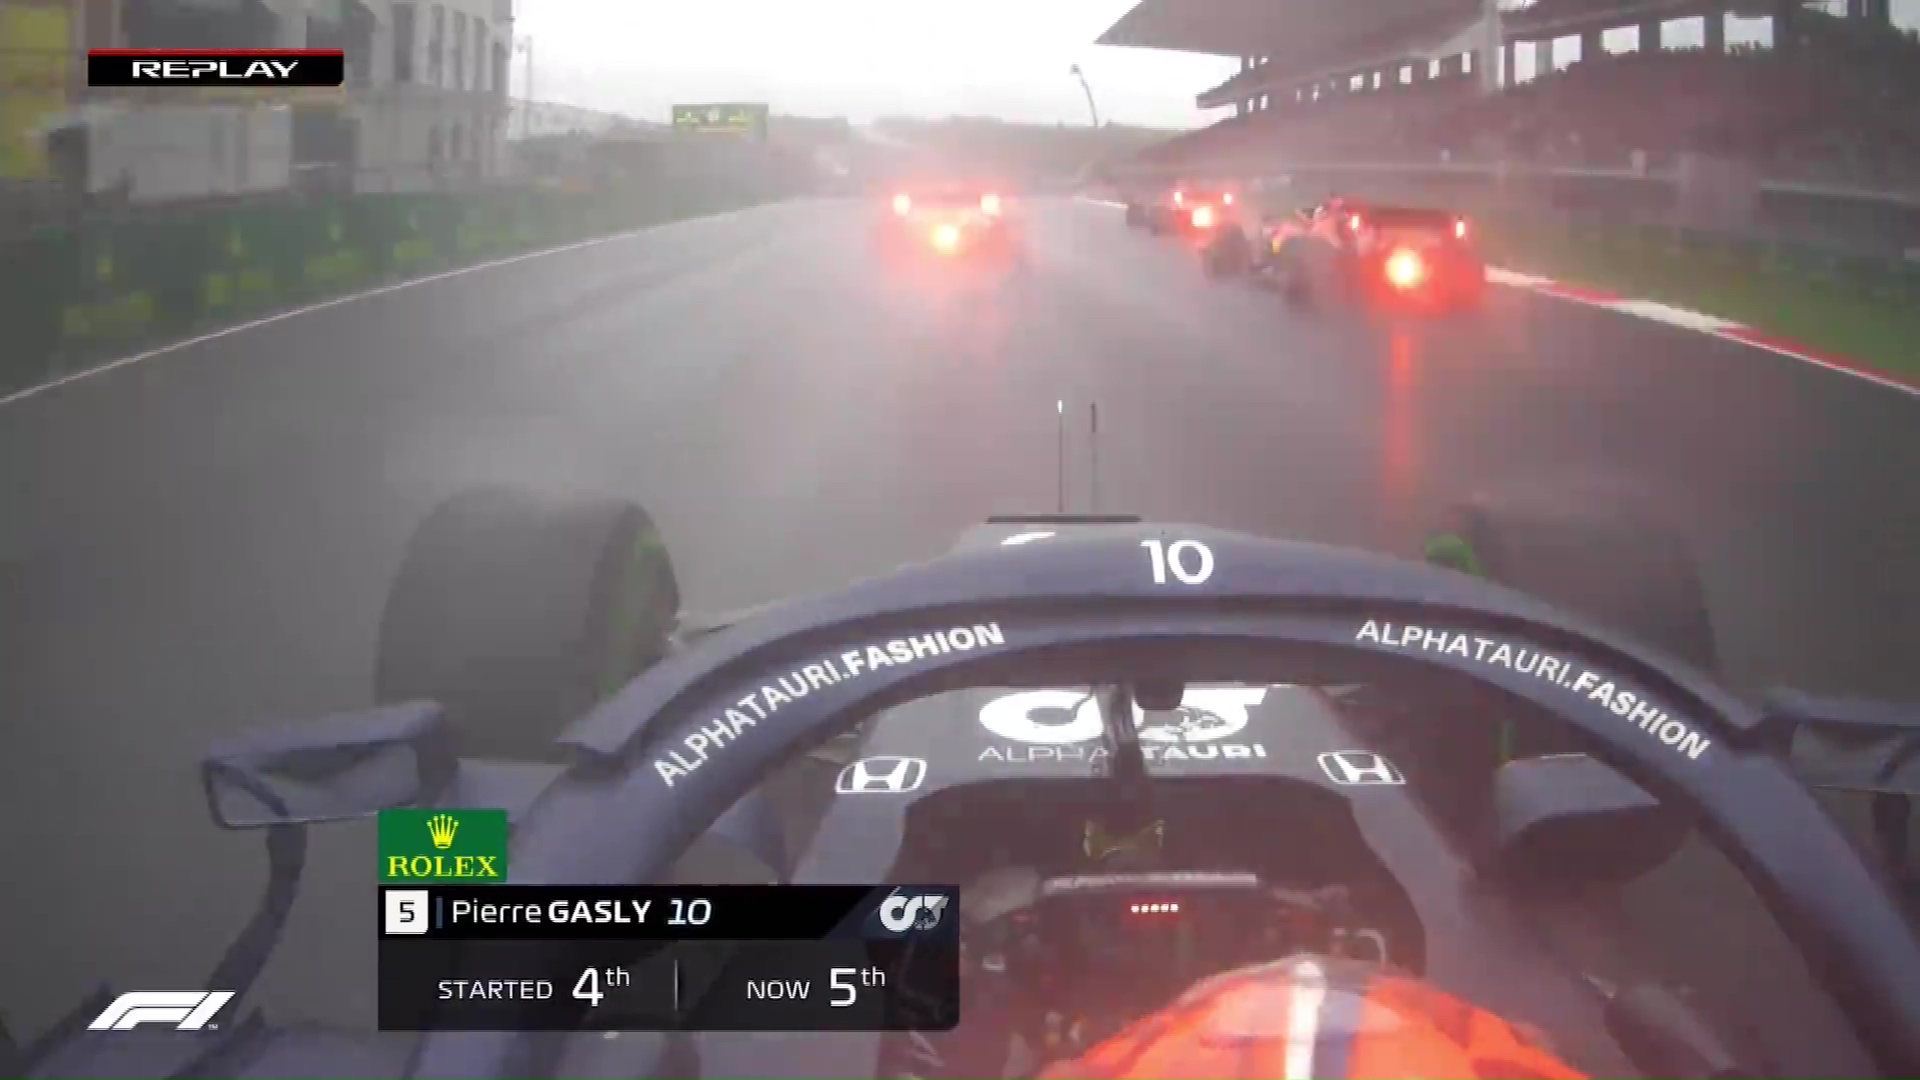 REPLAY
10
ALPHATAURI.FASHION
ALPHATAURI.FASHION
ALPHATAURI
ROLEX
5 Pierre GASLY 10
STARTED 4th NOW 5th
F1